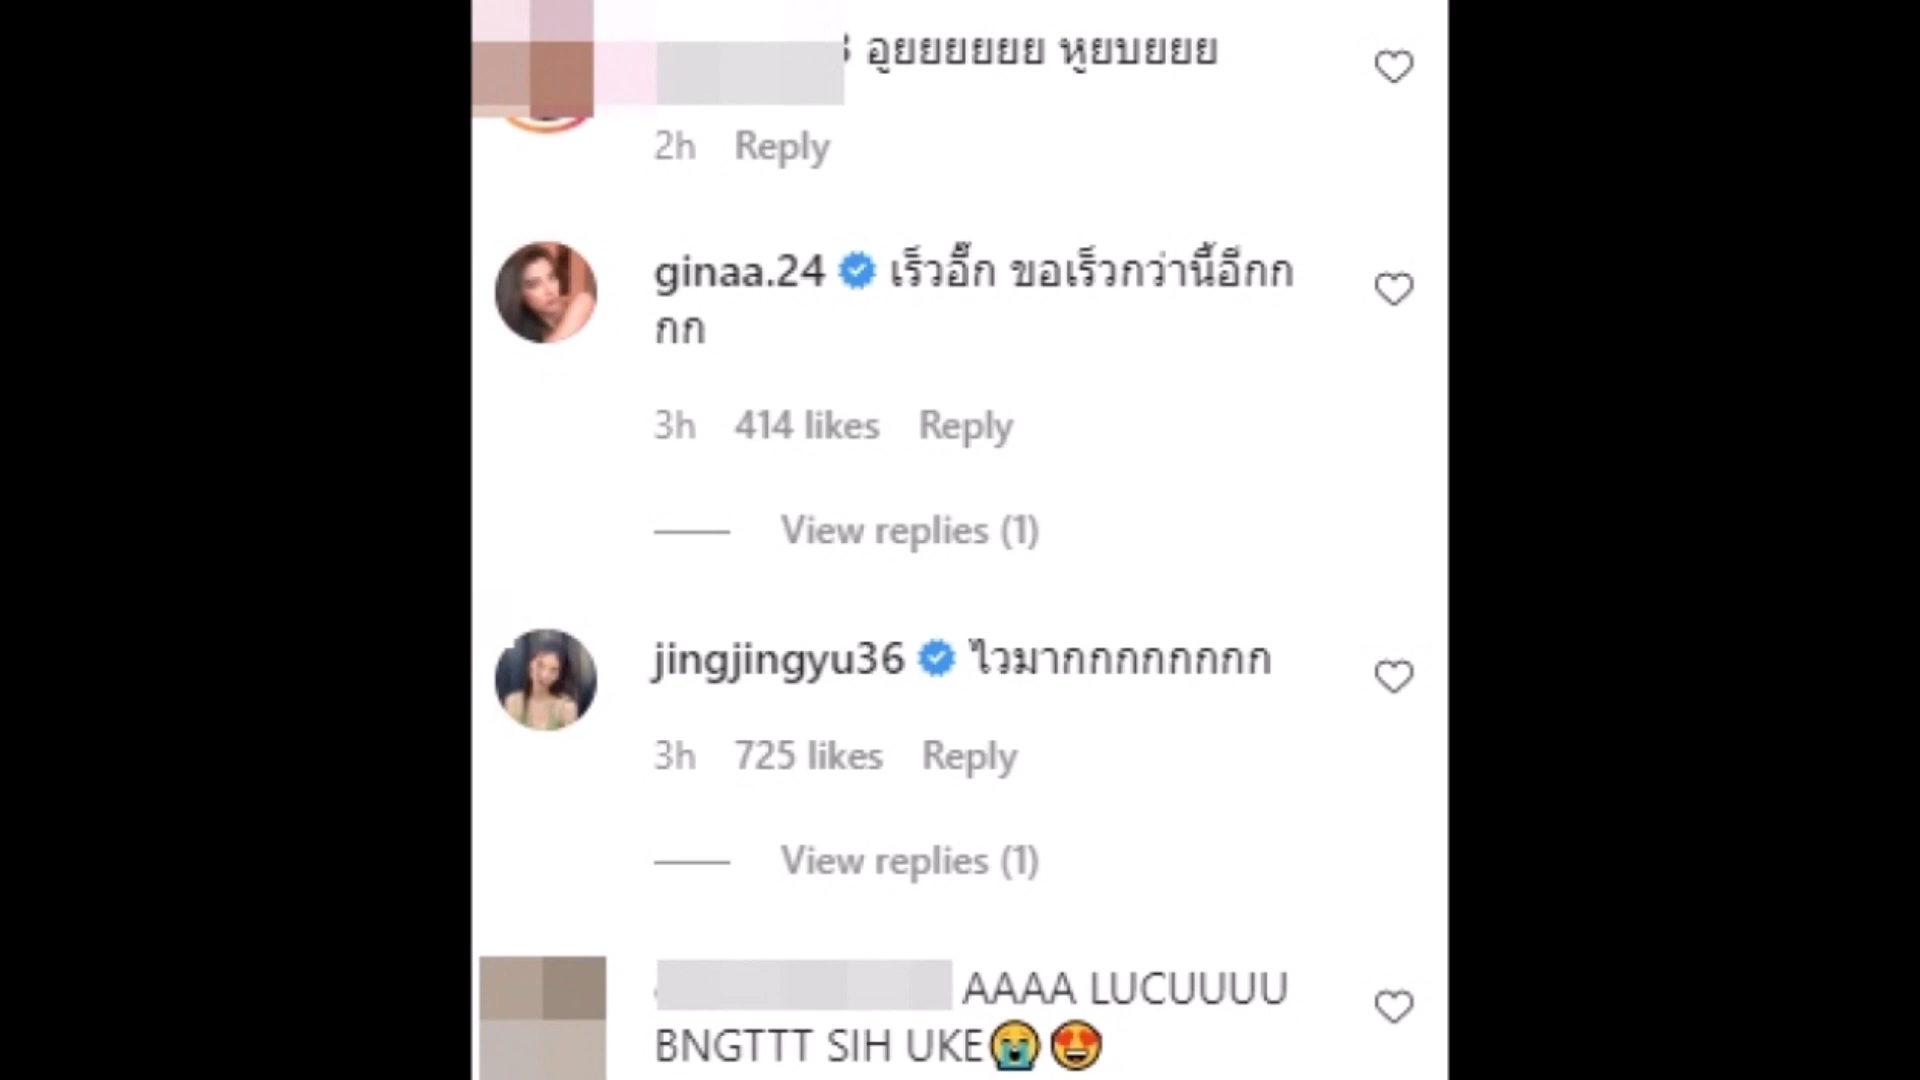 อูยยยยยย หูยบยยย
2h Reply
ginaa.24 เร็วอิ๊ก ขอเร็วกว่านี้อีกก
กก
3h 414 likes Reply
View replies (1)
jingjingyu36 ไวมากกกกกกกกก
3h 725 likes Reply
View replies (1)
AAAA LUCUUUU
BNGTTT SIH UKE😭😍